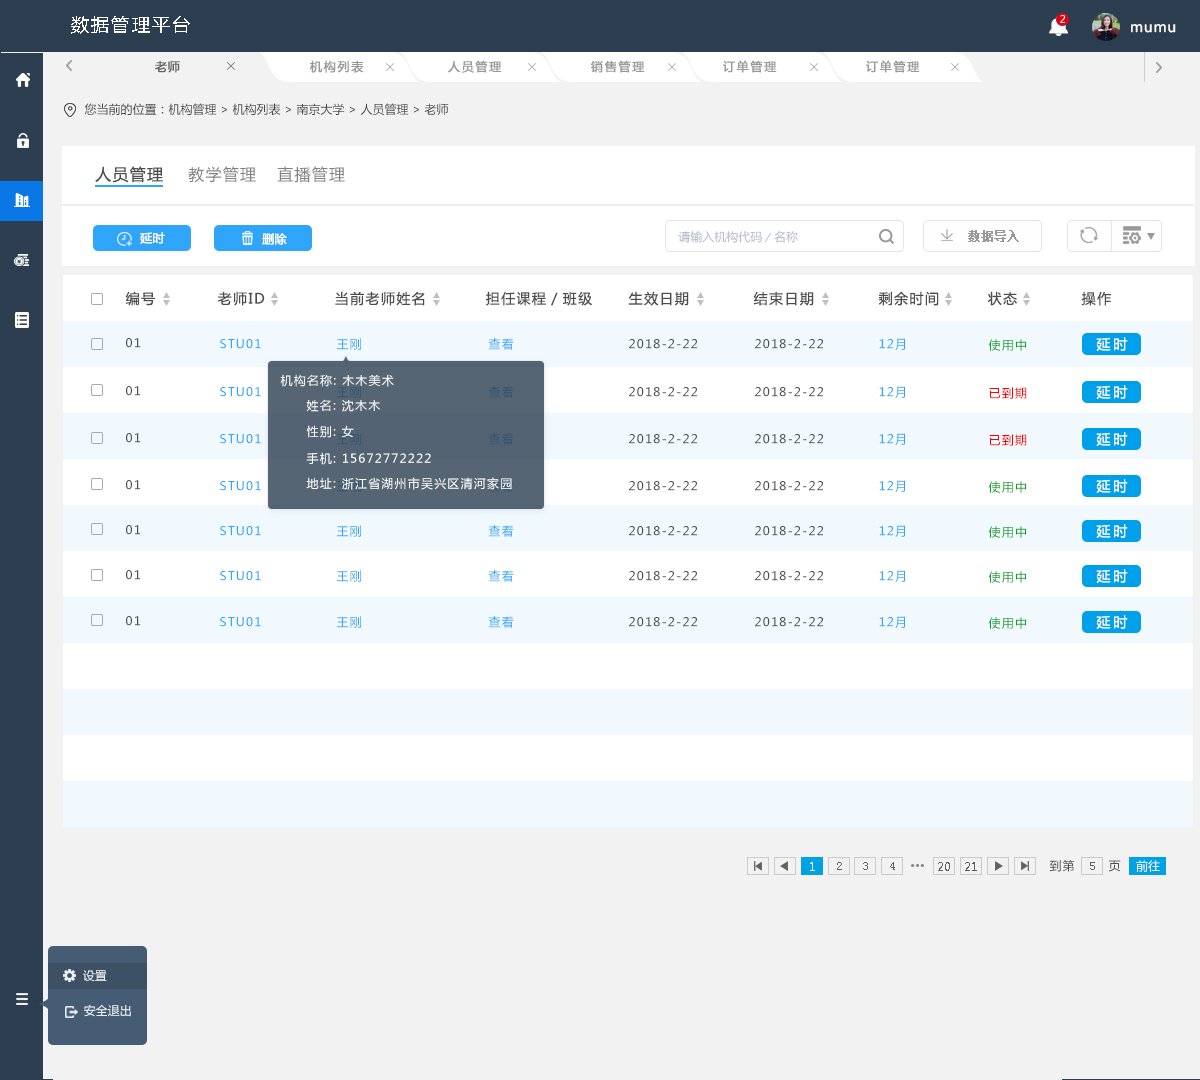 数据管理平台
2
mumu
老师 机构列表 人员管理 销售管理 订单管理 订单管理
您当前的位置：机构管理 > 机构列表 > 南京大学 > 人员管理 > 老师
人员管理 教学管理 直播管理
延时 删除 请输入机构代码 / 名称 数据导入
编号 老师ID 当前老师姓名 担任课程 / 班级 生效日期 结束日期 剩余时间 状态 操作
01 STU01 王刚 查看 2018-2-22 2018-2-22 12月 使用中 延时
01 STU01 王刚 查看 2018-2-22 2018-2-22 12月 已到期 延时
01 STU01 王刚 查看 2018-2-22 2018-2-22 12月 已到期 延时
01 STU01 2018-2-22 2018-2-22 12月 使用中 延时
01 STU01 王刚 查看 2018-2-22 2018-2-22 12月 使用中 延时
01 STU01 王刚 查看 2018-2-22 2018-2-22 12月 使用中 延时
01 STU01 王刚 查看 2018-2-22 2018-2-22 12月 使用中 延时
机构名称: 木木美术
姓名: 沈木木
性别: 女
手机: 15672772222
地址: 浙江省湖州市吴兴区清河家园
1 2 3 4 ••• 20 21 到第 5 页 前往
设置
安全退出